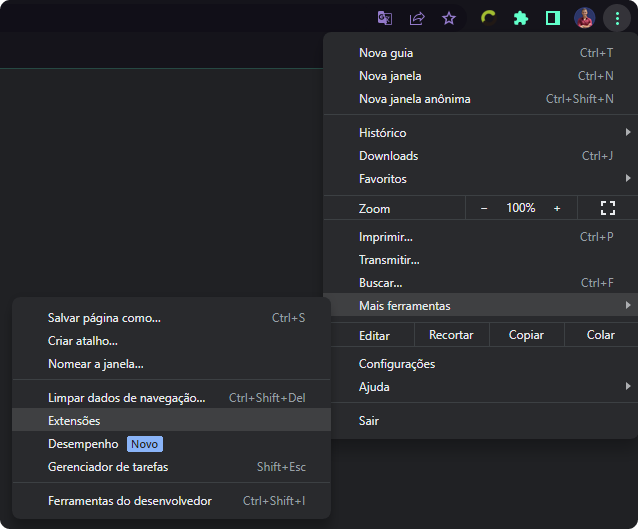 Nova guia Ctrl+T
Nova janela Ctrl+N
Nova janela anônima Ctrl+Shift+N
Histórico
Downloads Ctrl+J
Favoritos
Zoom − 100% +
Imprimir... Ctrl+P
Transmitir...
Buscar... Ctrl+F
Mais ferramentas
Editar Recortar Copiar Colar
Configurações
Ajuda
Sair
Salvar página como... Ctrl+S
Criar atalho...
Nomear a janela...
Limpar dados de navegação... Ctrl+Shift+Del
Extensões
Desempenho Novo
Gerenciador de tarefas Shift+Esc
Ferramentas do desenvolvedor Ctrl+Shift+I